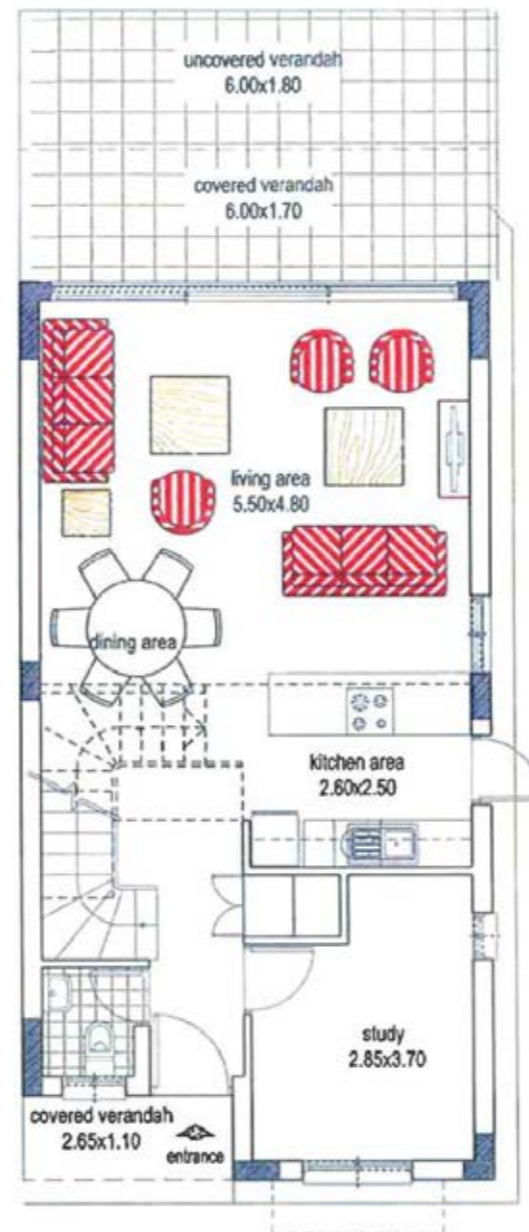 uncovered verandah
6.00x1.80
covered verandah
6.00x1.70
living area
5.50x4.80
dining area
kitchen area
2.60x2.50
study
2.85x3.70
covered verandah
2.65x1.10
entrance